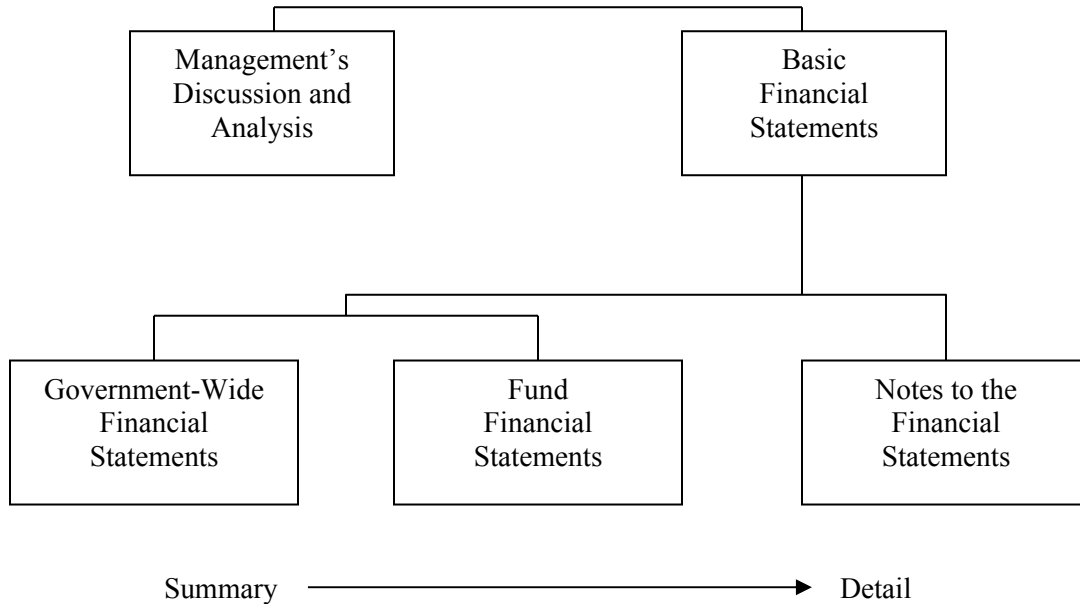 Management’s
Discussion and
Analysis
Basic
Financial
Statements
Government-Wide
Financial
Statements
Fund
Financial
Statements
Notes to the
Financial
Statements
Summary
Detail